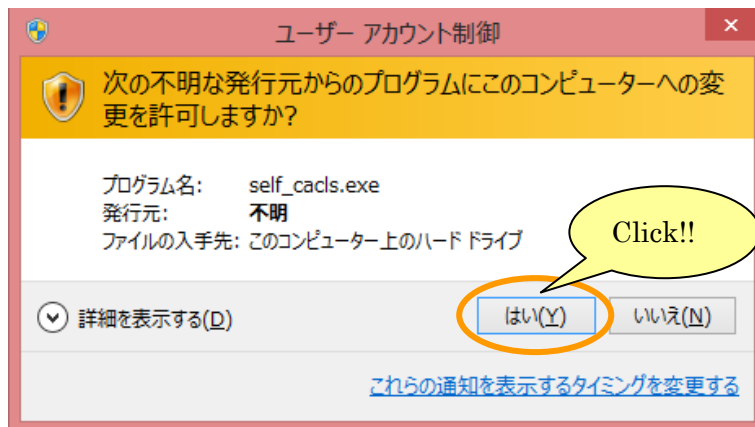 ユーザー アカウント制御
次の不明な発行元からのプログラムにこのコンピューターへの変
更を許可しますか?
プログラム名: self_cacls.exe
発行元: 不明
ファイルの入手先: このコンピューター上のハード ドライブ
Click!!
詳細を表示する(D)
はい(Y)
いいえ(N)
これらの通知を表示するタイミングを変更する